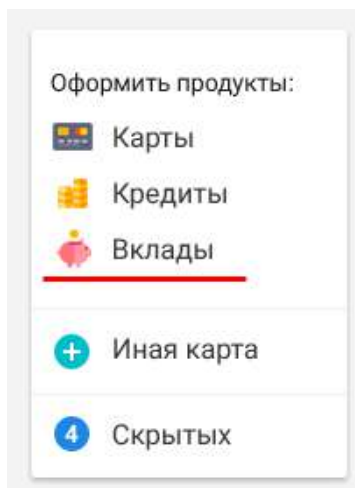 Оформить продукты:
Карты
Кредиты
Вклады
Иная карта
4 Скрытых